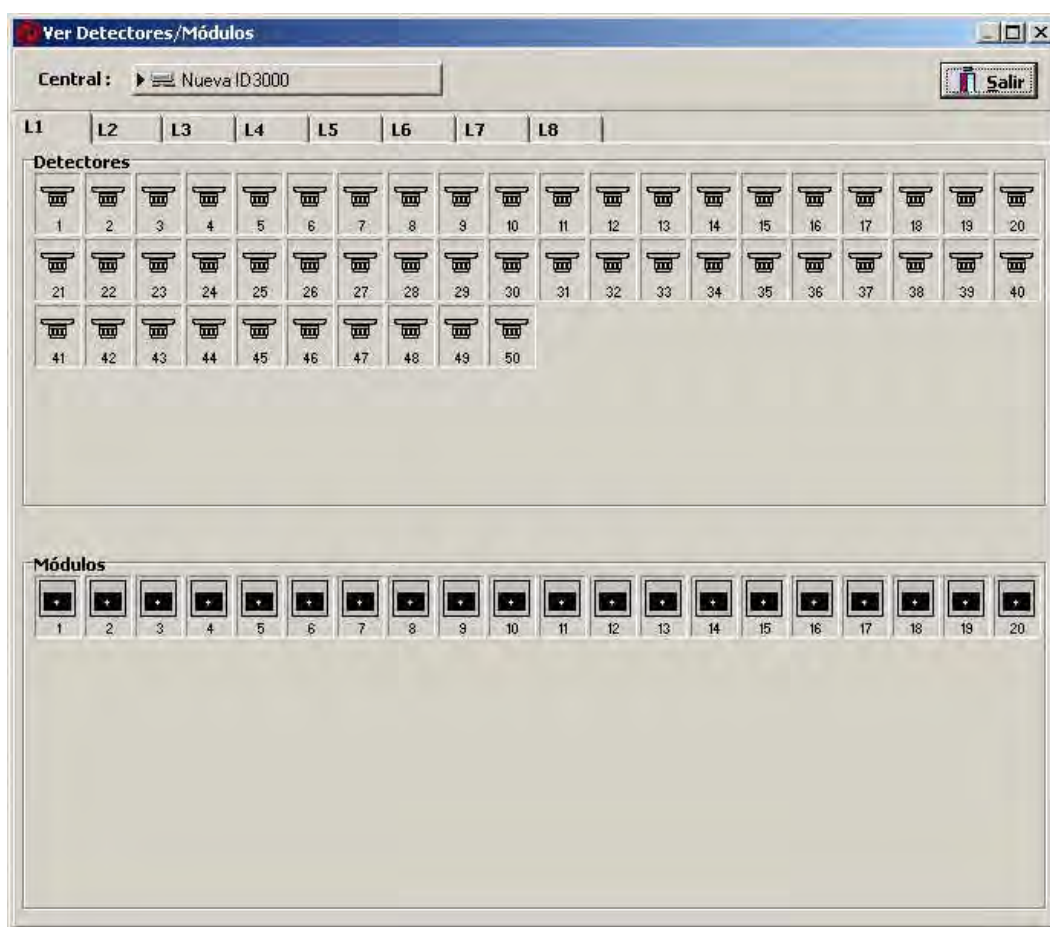 Ver Detectores/Módulos
Central : Nueva ID3000 Salir
L1 L2 L3 L4 L5 L6 L7 L8
Detectores
1 2 3 4 5 6 7 8 9 10 11 12 13 14 15 16 17 18 19 20
21 22 23 24 25 26 27 28 29 30 31 32 33 34 35 36 37 38 39 40
41 42 43 44 45 46 47 48 49 50
Módulos
1 2 3 4 5 6 7 8 9 10 11 12 13 14 15 16 17 18 19 20